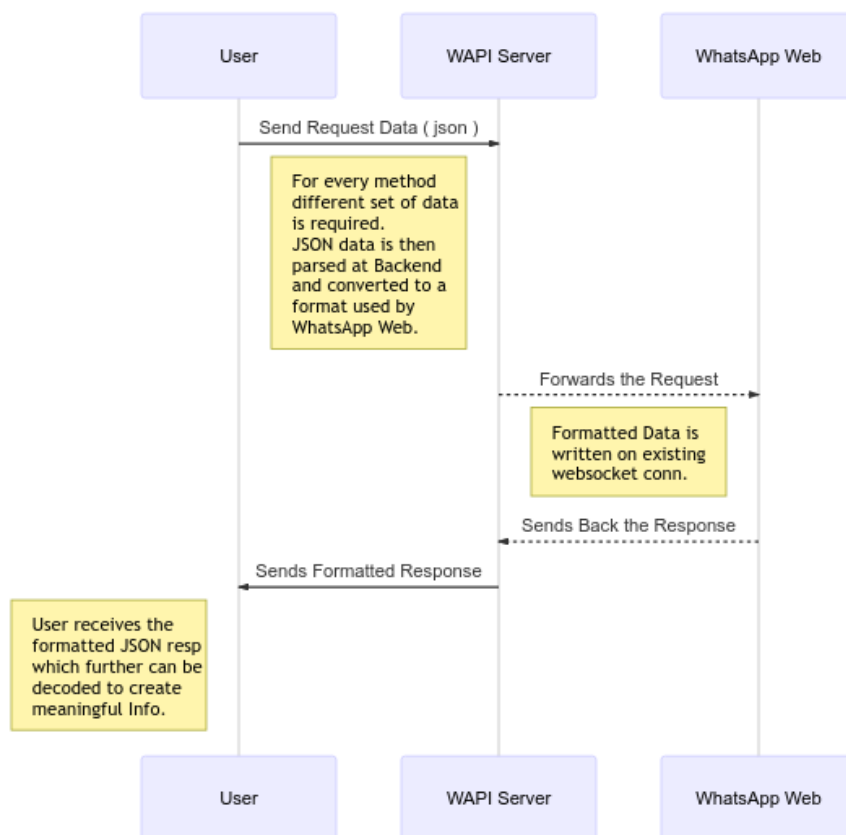 User
WAPI Server
WhatsApp Web
Send Request Data ( json )
For every method
different set of data
is required.
JSON data is then
parsed at Backend
and converted to a
format used by
WhatsApp Web.
Forwards the Request
Formatted Data is
written on existing
websocket conn.
Sends Back the Response
Sends Formatted Response
User receives the
formatted JSON resp
which further can be
decoded to create
meaningful Info.
User
WAPI Server
WhatsApp Web